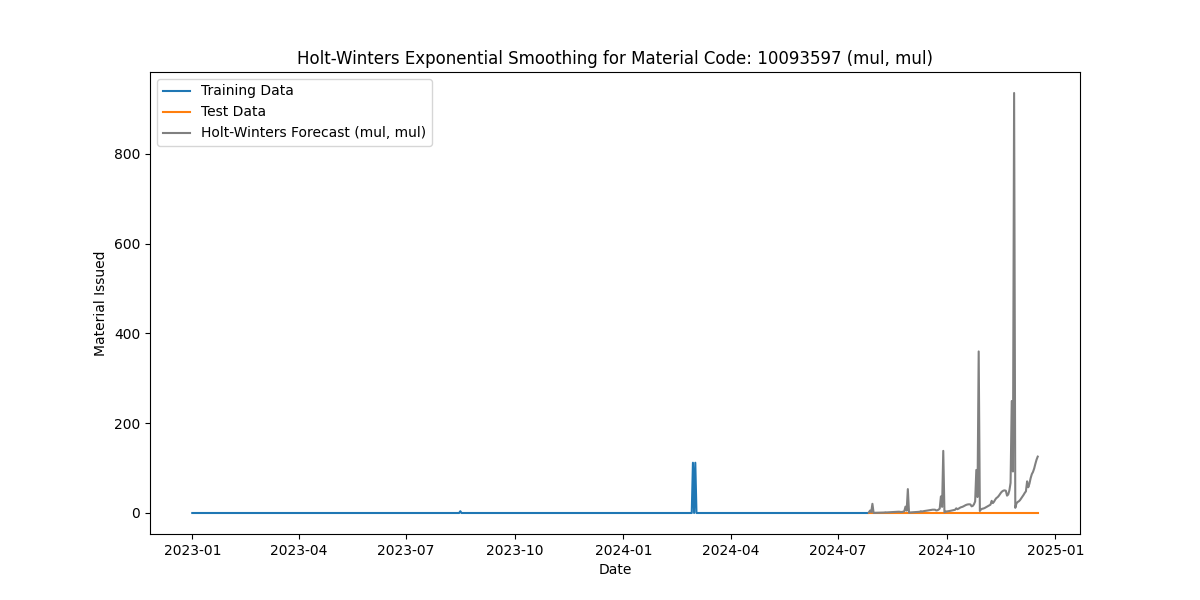 Holt-Winters Exponential Smoothing for Material Code: 10093597 (mul, mul)
Training Data
Test Data
Holt-Winters Forecast (mul, mul)
Material Issued
800
600
400
200
0
2023-01
2023-04
2023-07
2023-10
2024-01
2024-04
2024-07
2024-10
2025-01
Date